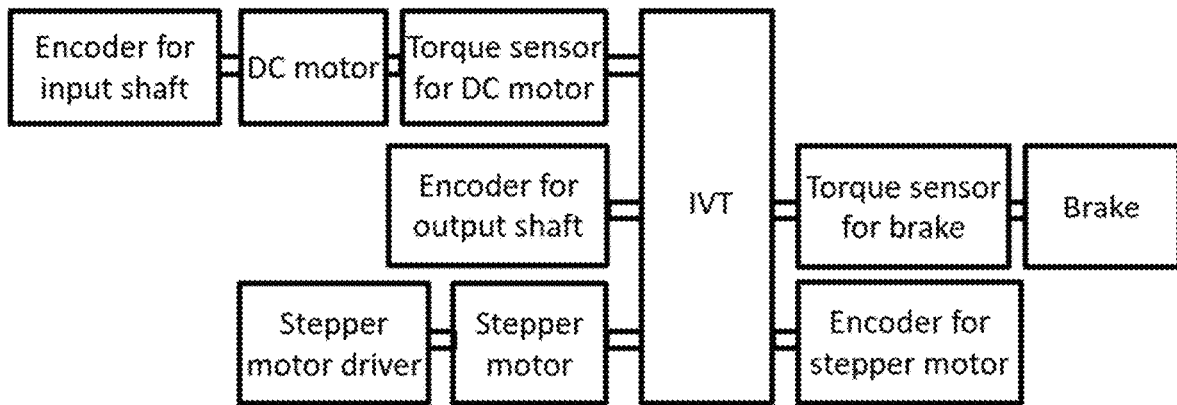 Encoder for
input shaft
DC motor
Torque sensor
for DC motor
Encoder for
output shaft
IVT
Torque sensor
for brake
Brake
Stepper
motor driver
Stepper
motor
Encoder for
stepper motor